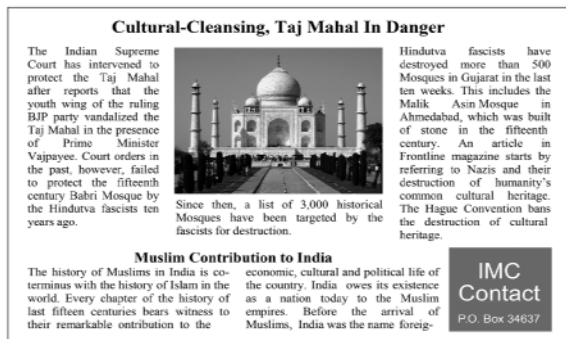 Cultural-Cleansing, Taj Mahal In Danger
The Indian Supreme
Court has intervened to
protect the Taj Mahal
after reports that the
youth wing of the ruling
BJP party vandalized the
Taj Mahal in the presence
of Prime Minister
Vajpayee. Court orders in
the past, however, failed
to protect the fifteenth
century Babri Mosque by
the Hindutva fascists ten
years ago.
Since then, a list of 3,000 historical
Mosques have been targeted by the
fascists for destruction.
Hindutva fascists have
destroyed more than 500
Mosques in Gujarat in the last
ten weeks. This includes the
Malik Asin Mosque in
Ahmedabad, which was built
of stone in the fifteenth
century. An article in
Frontline magazine starts by
referring to Nazis and their
destruction of humanity's
common cultural heritage.
The Hague Convention bans
the destruction of cultural
heritage.
Muslim Contribution to India
The history of Muslims in India is co-
terminus with the history of Islam in the
world. Every chapter of the history of
last fifteen centuries bears witness to
their remarkable ontribution to the
economic, cultural and political life of
the country. India owes its existence
as a nation today to the Muslim
empires. Before the arrival of
Muslims, India was the name foreig-
IMC
Contact
P.O. Box 34637